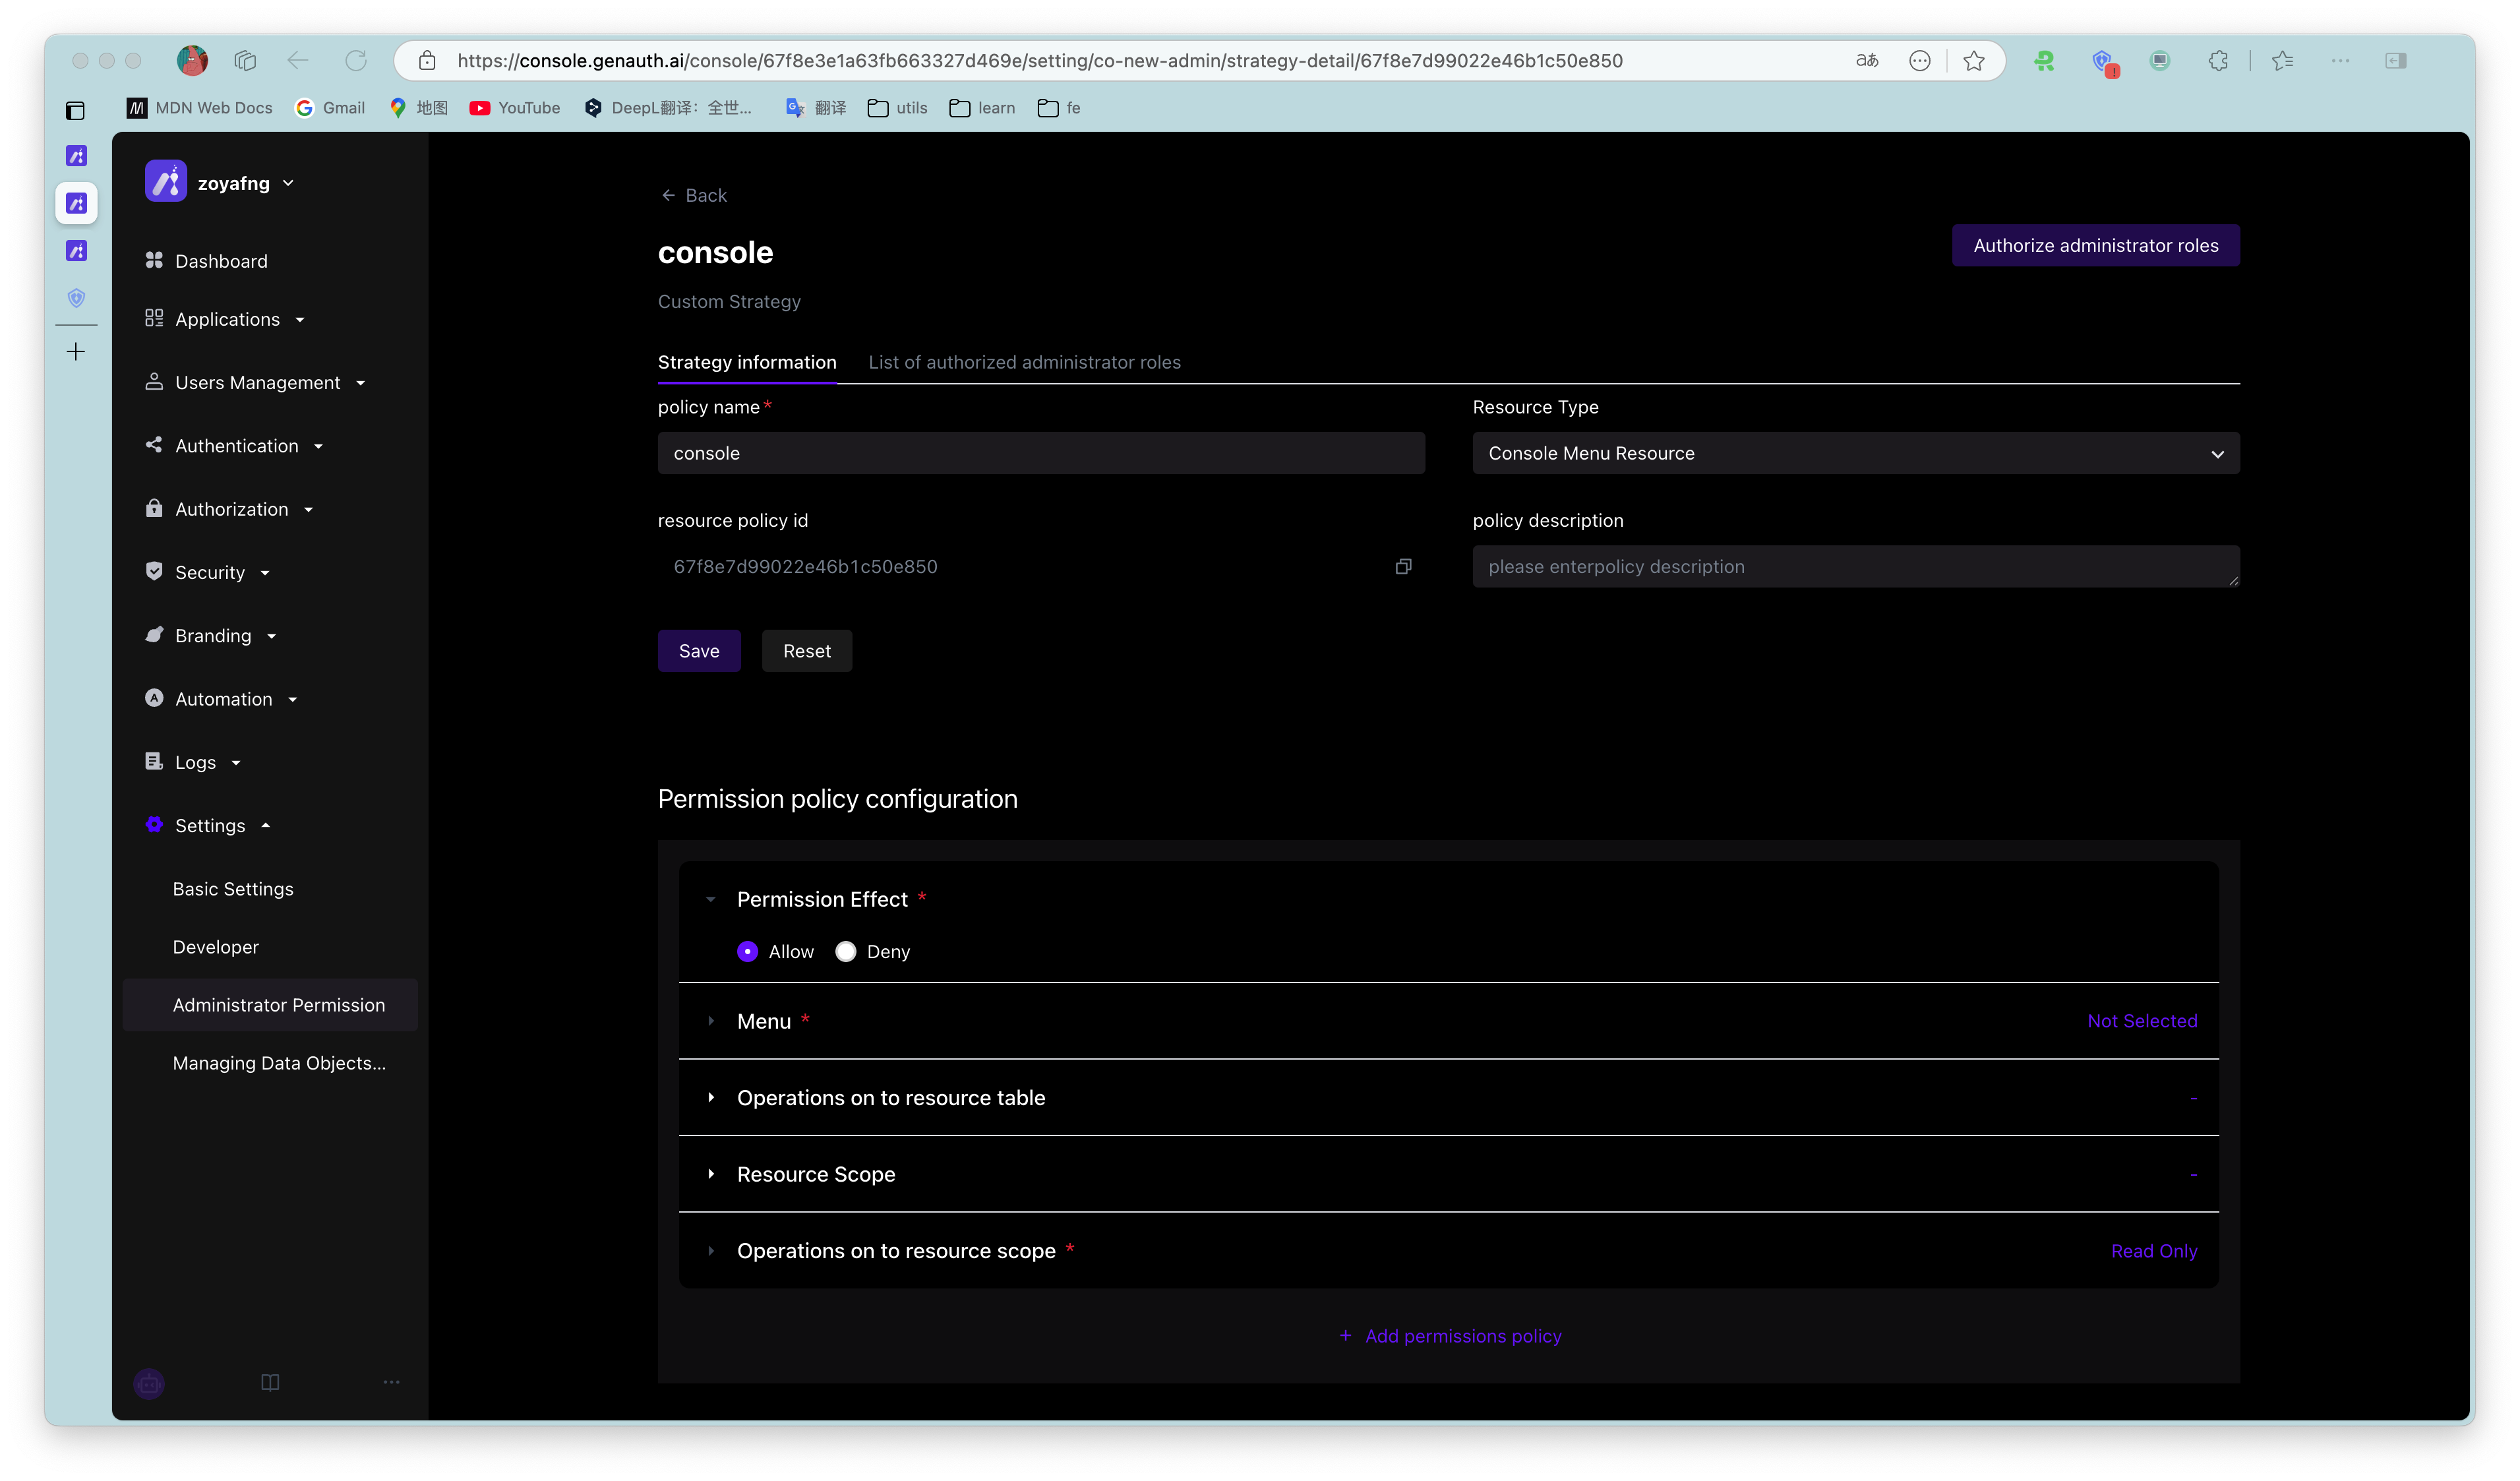 https://console.genauth.ai/console/67f8e3e1a63fb663327d469e/setting/co-new-admin/strategy-detail/67f8e7d99022e46b1c50e850
aあ
MDN Web Docs
Gmail
地图
YouTube
DeepL翻译：全世...
翻译
utils
learn
fe
zoyafng
Dashboard
Applications
Users Management
Authentication
Authorization
Security
Branding
Automation
Logs
Settings
Basic Settings
Developer
Administrator Permission
Managing Data Objects...
Back
console
Authorize administrator roles
Custom Strategy
Strategy information
List of authorized administrator roles
policy name*
Resource Type
console
Console Menu Resource
resource policy id
policy description
67f8e7d99022e46b1c50e850
please enterpolicy description
Save
Reset
Permission policy configuration
Permission Effect *
Allow
Deny
Menu *
Not Selected
Operations on to resource table
-
Resource Scope
-
Operations on to resource scope *
Read Only
+ Add permissions policy